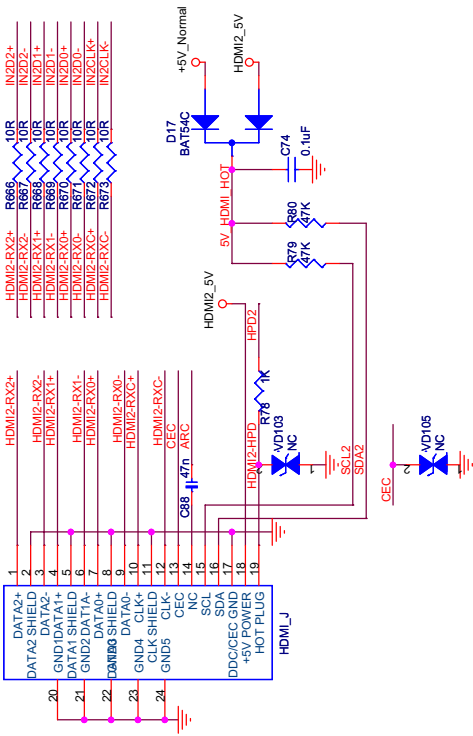 IN2D2+
IN2D2-
IN2D1+
IN2D1-
IN2D0+
IN2D0-
IN2CLK+
IN2CLK-
R666 10R
R667 10R
R668 10R
R669 10R
R670 10R
R671 10R
R672 10R
R673 10R
HDMI2-RX2+
HDMI2-RX2-
HDMI2-RX1+
HDMI2-RX1-
HDMI2-RX0+
HDMI2-RX0-
HDMI2-RXC+
HDMI2-RXC-
+5V_Normal
HDMI2_5V
D17
BAT54C
C74
0.1uF
5V_HDMI_HOT
R80
47K
R79
47K
HDMI2_5V
HPD2
R78 1K
HDMI2-HPD
VD103
NC
2
1
SCL2
SDA2
CEC
VD105
NC
2
1
HDMI2-RX2+
HDMI2-RX2-
HDMI2-RX1+
HDMI2-RX1-
HDMI2-RX0+
HDMI2-RX0-
HDMI2-RXC+
HDMI2-RXC-
CEC
ARC
C88 47n
1 DATA2+
2 DATA2 SHIELD
3 DATA2-
4 DATA1+
5 DATA1 SHIELD
6 DATA1-
7 DATA0+
8 SHIELD
9 DATA0-
10 CLK+
11 CLK SHIELD
12 CLK-
13 CEC
14 NC
15 SCL
16 SDA
17 DDC/CEC GND
18 +5V POWER
19 HOT PLUG
20 GND1
21 GND2
22
23 GND4
24 GND5
HDMI_J